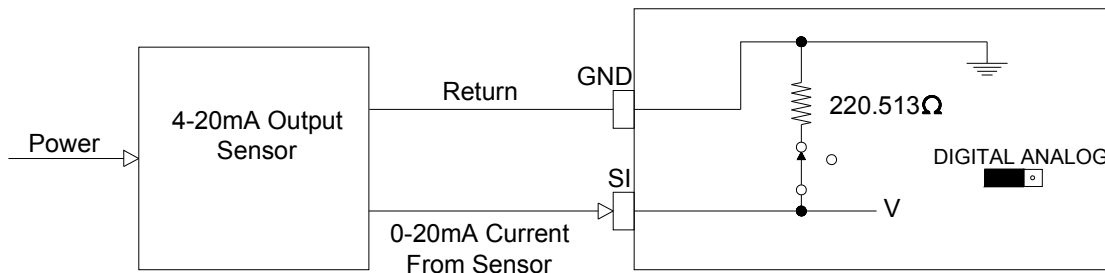 Power
4-20mA Output
Sensor
Return
0-20mA Current
From Sensor
GND
SI
220.513Ω
V
DIGITAL ANALOG